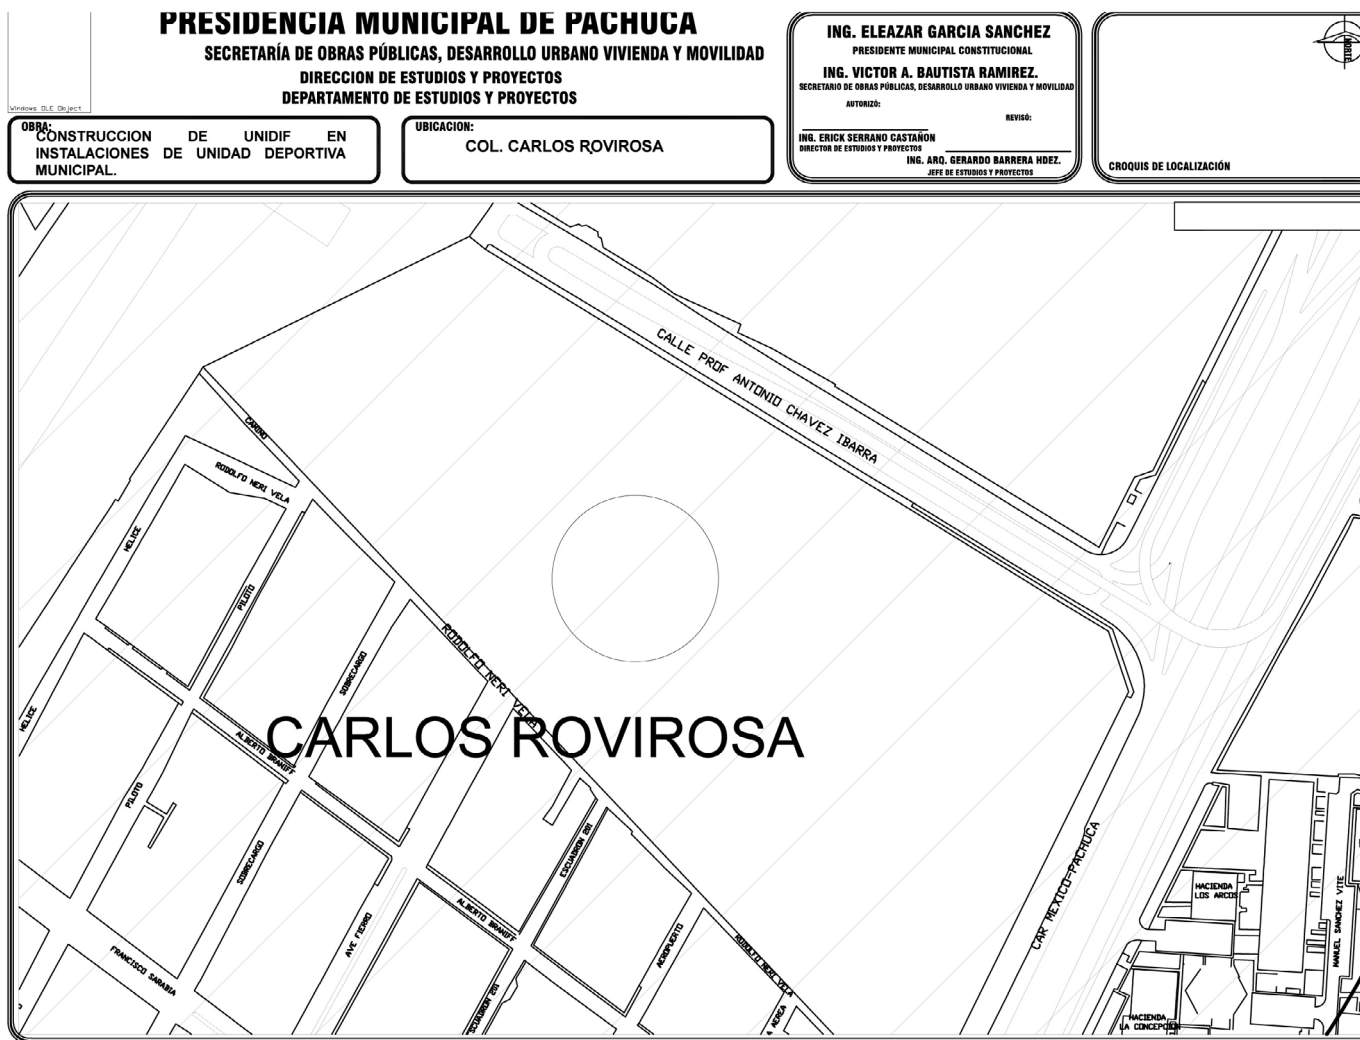 PRESIDENCIA MUNICIPAL DE PACHUCA
SECRETARÍA DE OBRAS PÚBLICAS, DESARROLLO URBANO VIVIENDA Y MOVILIDAD
DIRECCION DE ESTUDIOS Y PROYECTOS
DEPARTAMENTO DE ESTUDIOS Y PROYECTOS
Windows OLE Object
OBRA:
CONSTRUCCION DE UNIDIF EN
INSTALACIONES DE UNIDAD DEPORTIVA
MUNICIPAL.
UBICACION:
COL. CARLOS ROVIROSA
ING. ELEAZAR GARCIA SANCHEZ
PRESIDENTE MUNICIPAL CONSTITUCIONAL
ING. VICTOR A. BAUTISTA RAMIREZ.
SECRETARIO DE OBRAS PÚBLICAS, DESARROLLO URBANO VIVIENDA Y MOVILIDAD
AUTORIZÓ:
REVISÓ:
ING. ERICK SERRANO CASTAÑON
DIRECTOR DE ESTUDIOS Y PROYECTOS
ING. ARQ. GERARDO BARRERA HDEZ.
JEFE DE ESTUDIOS Y PROYECTOS
NORTE
CROQUIS DE LOCALIZACIÓN
CALLE PROF ANTONIO CHAVEZ IBARRA
CAMINO
RODOLFO NERI VELA
HELICE
PILOTO
RODOLFO NERI VELA
SOBRECARGO
HELICE
CARLOS ROVIROSA
ALBERTO BRANIFF
PILOTO
SOBRECARGO
ESCUADRON 201
CAR MEXICO-PACHUCA
HACIENDA
LOS ARCOS
MANUEL SANCHEZ VITE
ALBERTO BRANIFF
AVE FIERRO
AEROPUERTO
RODOLFO NERI VELA
FRANCISCO SARABIA
SCUADRON 201
A AEREA
HACIENDA
LA CONCEPCION